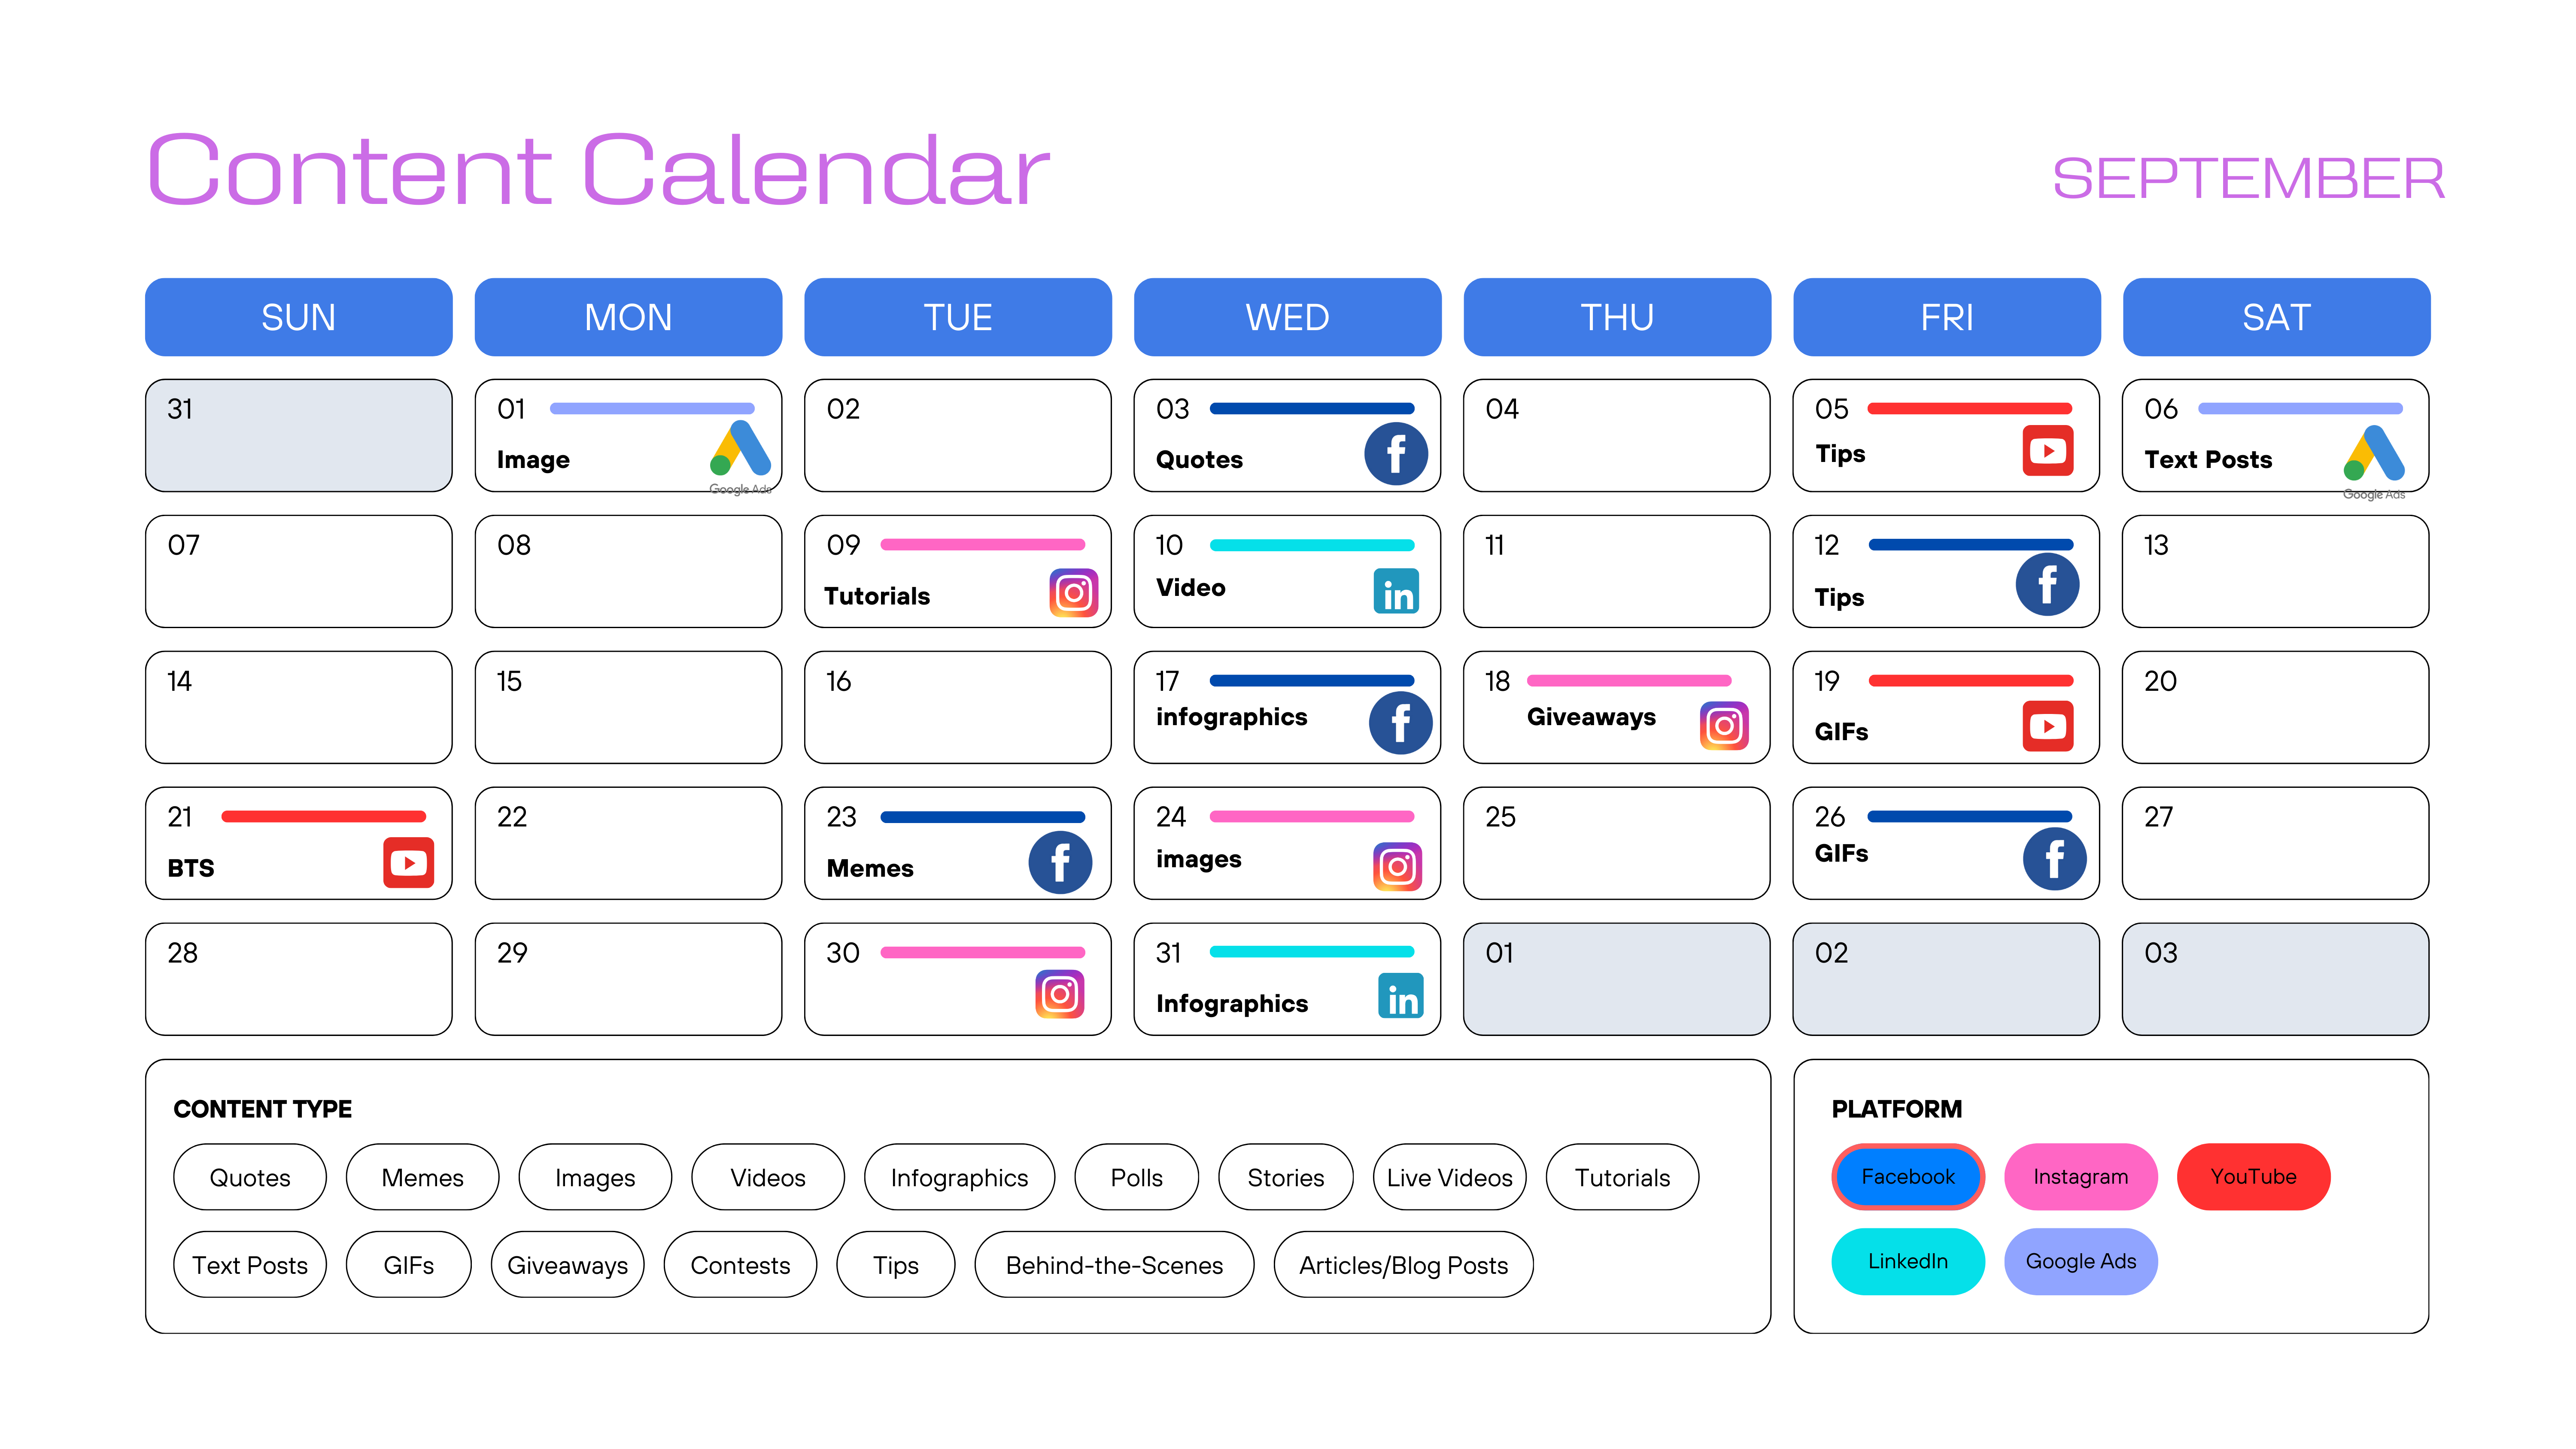 Content Calendar
SEPTEMBER
SUN MON TUE WED THU FRI SAT
31 01 02 03 04 05 06
Image Quotes Tips Text Posts
Google Ads f Google Ads
07 08 09 10 11 12 13
Tutorials Video Tips
in f
14 15 16 17 18 19 20
infographics Giveaways GIFs
f
21 22 23 24 25 26 27
BTS Memes images GIFs
f f
28 29 30 31 01 02 03
Infographics
in
CONTENT TYPE
Quotes Memes Images Videos Infographics Polls Stories Live Videos Tutorials
Text Posts GIFs Giveaways Contests Tips Behind-the-Scenes Articles/Blog Posts
PLATFORM
Facebook Instagram YouTube
LinkedIn Google Ads